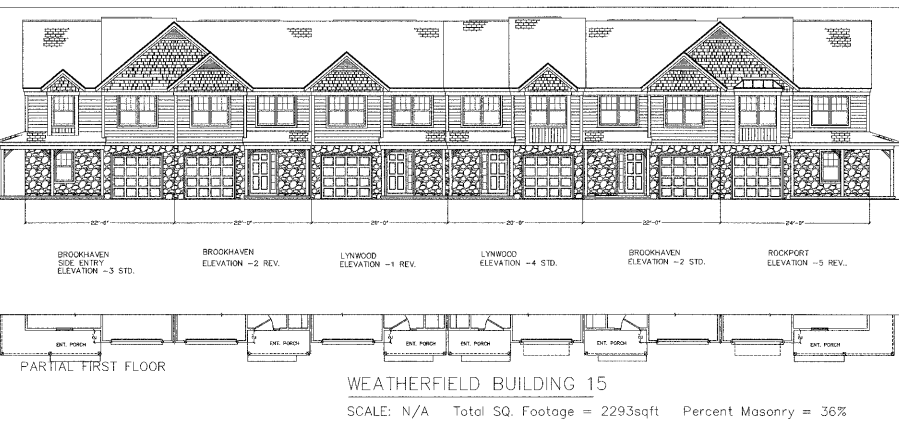 22'-6" 22'-0" 20'-0" 20'-0" 22'-0" 24'-0"
BROOKHAVEN
SIDE ENTRY
ELEVATION -3 STD.
BROOKHAVEN
ELEVATION -2 REV.
LYNWOOD
ELEVATION -1 REV.
LYNWOOD
ELEVATION -4 STD.
BROOKHAVEN
ELEVATION -2 STD.
ROCKPORT
ELEVATION -5 REV..
ENT. PORCH ENT. PORCH ENT. PORCH ENT. PORCH ENT. PORCH ENT. PORCH
PARTIAL FIRST FLOOR
WEATHERFIELD BUILDING 15
SCALE: N/A Total SQ. Footage = 2293sqft Percent Masonry = 36%